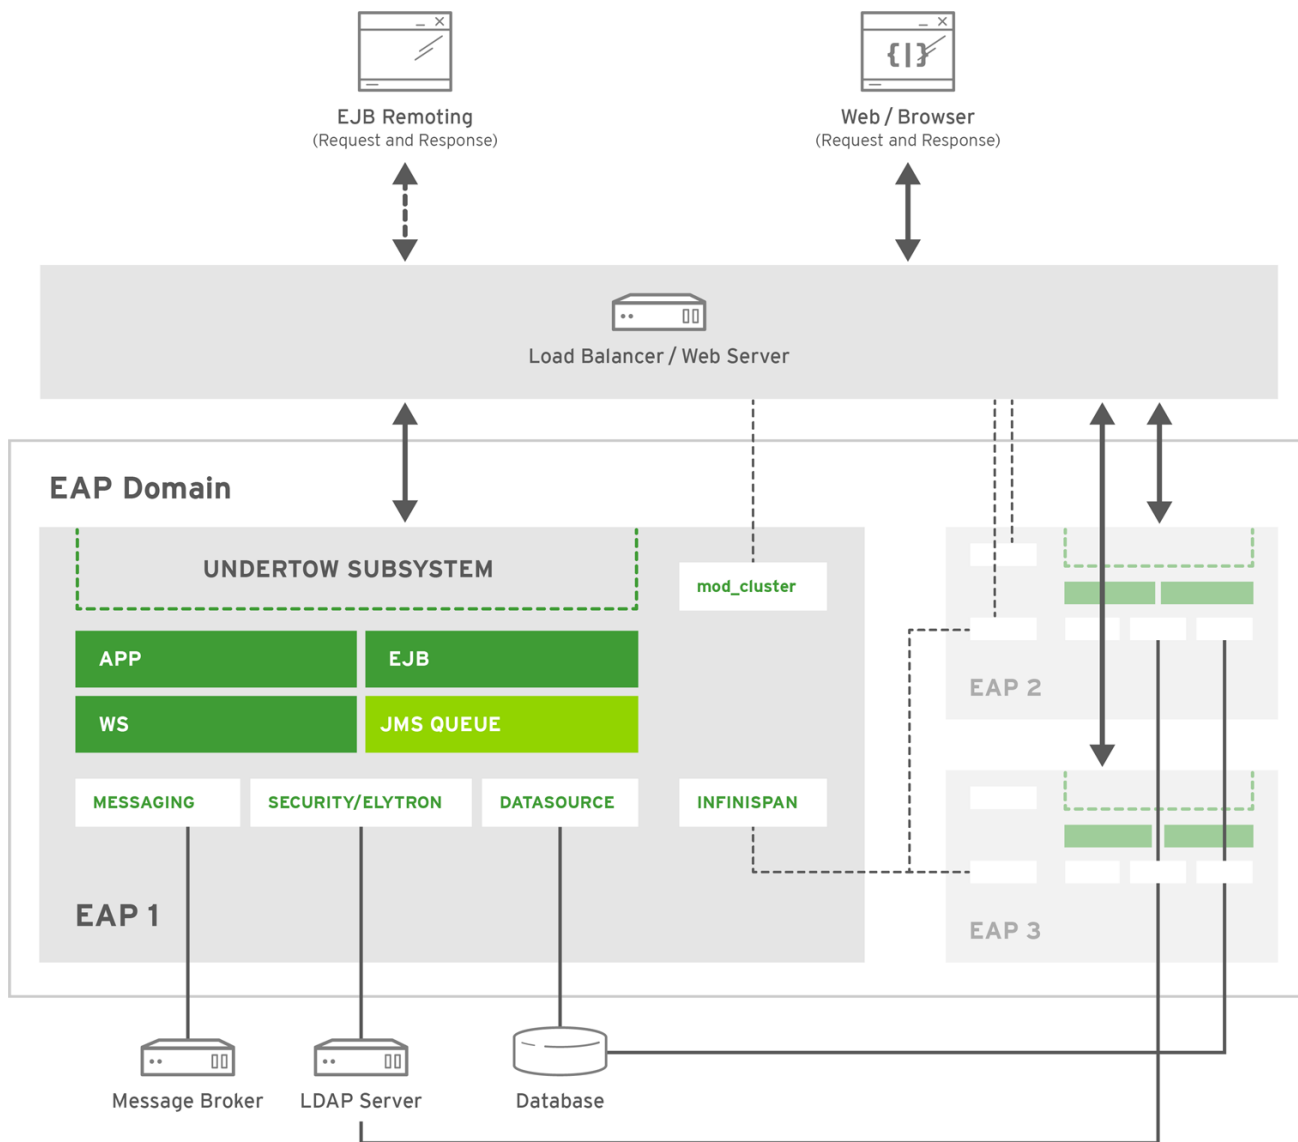 EJB Remoting
(Request and Response)
Web / Browser
(Request and Response)
{|}
Load Balancer / Web Server
EAP Domain
UNDERTOW SUBSYSTEM
mod_cluster
APP
EJB
WS
JMS QUEUE
MESSAGING
SECURITY/ELYTRON
DATASOURCE
INFINISPAN
EAP 1
EAP 2
EAP 3
Message Broker
LDAP Server
Database